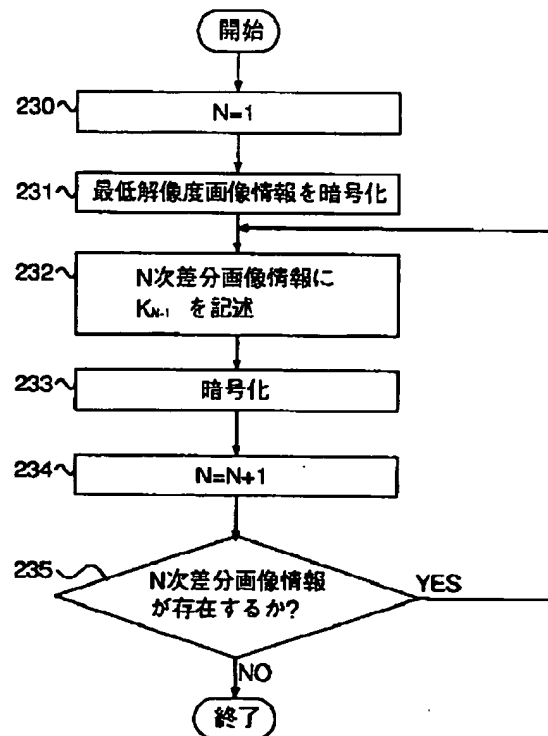 開始
230
N=1
231
最低解像度画像情報を暗号化
232
N次差分画像情報に
KN-1 を記述
233
暗号化
234
N=N+1
235
N次差分画像情報
が存在するか?
YES
NO
終了